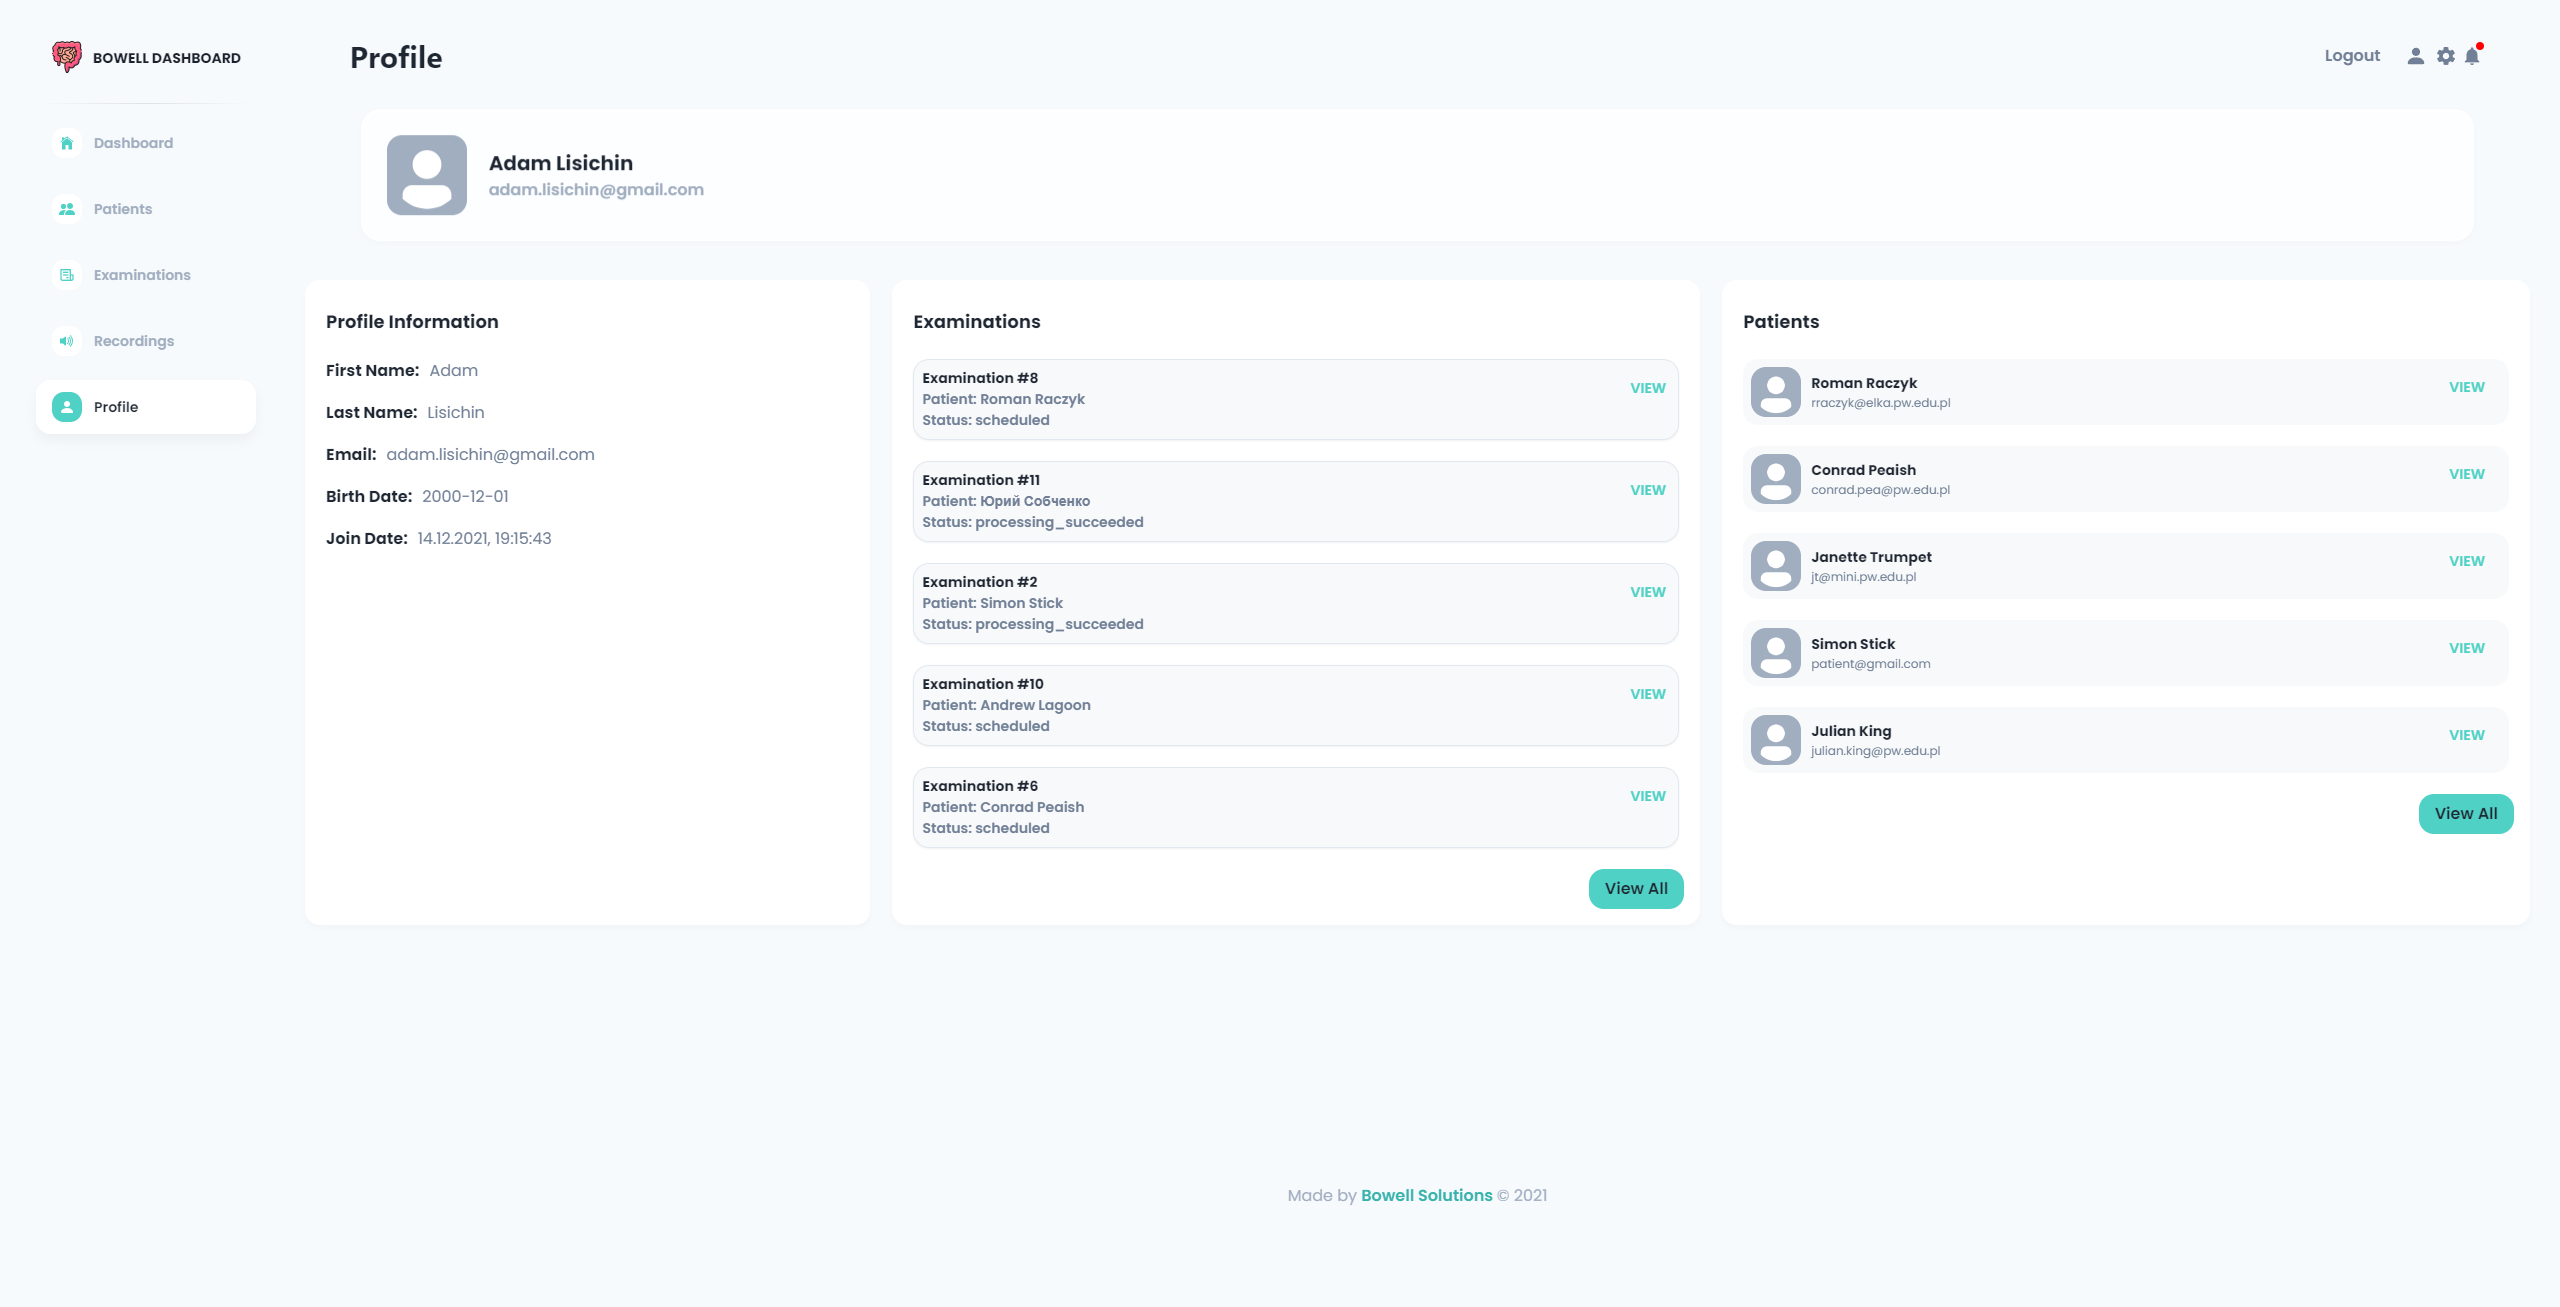 BOWELL DASHBOARD
Dashboard
Patients
Examinations
Recordings
Profile
Profile
Logout
Adam Lisichin
adam.lisichin@gmail.com
Profile Information
First Name: Adam
Last Name: Lisichin
Email: adam.lisichin@gmail.com
Birth Date: 2000-12-01
Join Date: 14.12.2021, 19:15:43
Examinations
Examination #8
Patient: Roman Raczyk
Status: scheduled
VIEW
Examination #11
Patient: Юрий Собченко
Status: processing_succeeded
VIEW
Examination #2
Patient: Simon Stick
Status: processing_succeeded
VIEW
Examination #10
Patient: Andrew Lagoon
Status: scheduled
VIEW
Examination #6
Patient: Conrad Peaish
Status: scheduled
VIEW
View All
Patients
Roman Raczyk
rraczyk@elka.pw.edu.pl
VIEW
Conrad Peaish
conrad.pea@pw.edu.pl
VIEW
Janette Trumpet
jt@mini.pw.edu.pl
VIEW
Simon Stick
patient@gmail.com
VIEW
Julian King
julian.king@pw.edu.pl
VIEW
View All
Made by Bowell Solutions © 2021